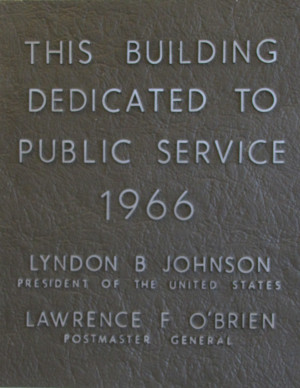 THIS BUILDING
DEDICATED TO
PUBLIC SERVICE
1966
LYNDON B JOHNSON
PRESIDENT OF THE UNITED STATES
LAWRENCE F O'BRIEN
POSTMASTER GENERAL